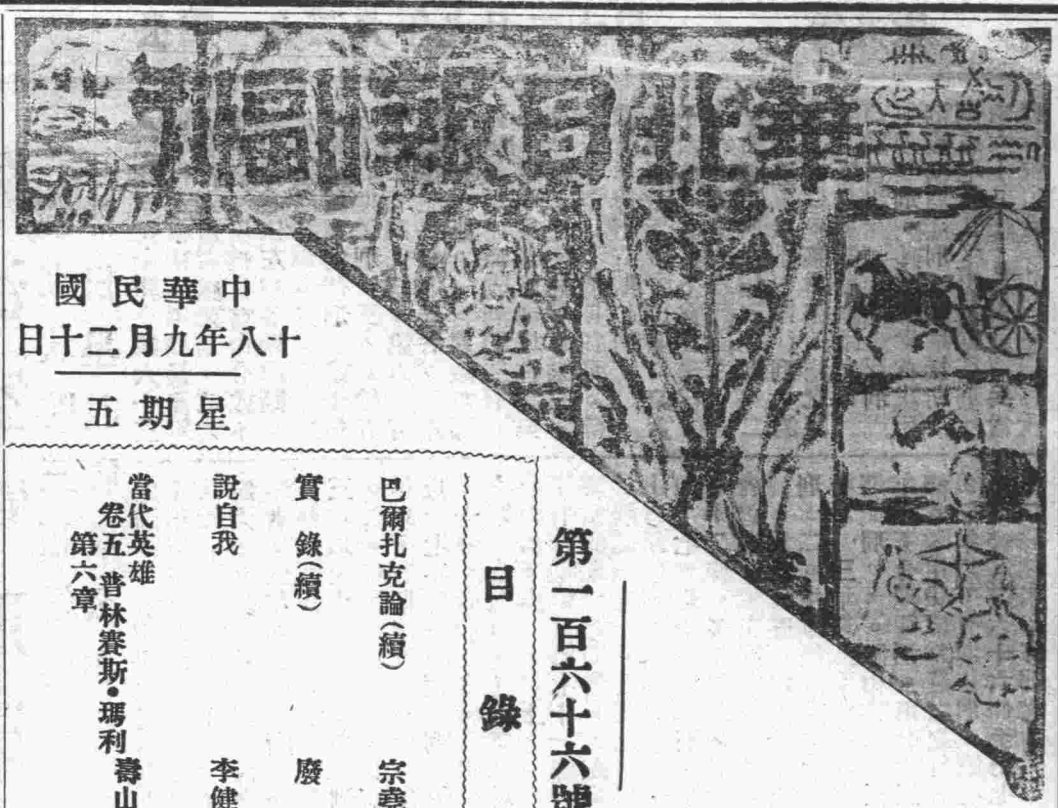 華北日報副刊
中華民國
十八年九月二十日
星期五
第一百六十六號
目錄
巴爾扎克論(續) 宗
實錄(續) 廢
說自我 李健
當代英雄
卷五 普林賽斯•瑪利 壽山
第六章